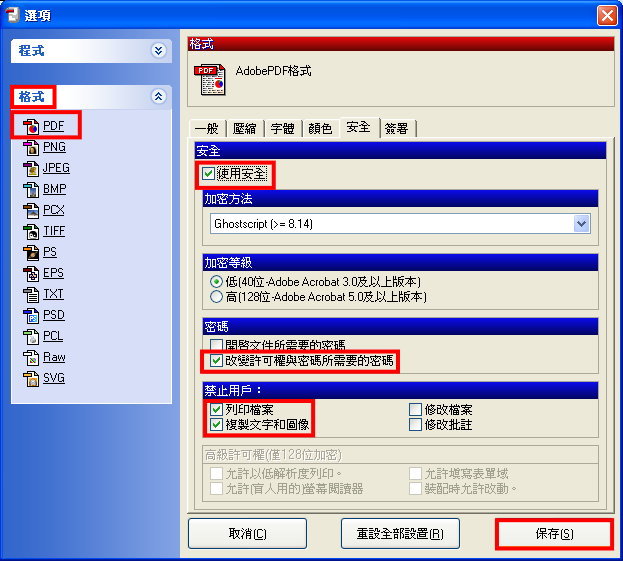 選項
程式
格式
PDF
PNG
JPEG
BMP
PCX
TIFF
PS
EPS
TXT
PSD
PCL
Raw
SVG
格式
PDF
AdobePDF格式
一般 壓縮 字體 顏色 安全 簽署
安全
使用安全
加密方法
Ghostscript (>= 8.14)
加密等級
低(40位-Adobe Acrobat 3.0及以上版本)
高(128位-Adobe Acrobat 5.0及以上版本)
密碼
開啓文件所需要的密碼
改變許可權與密碼所需要的密碼
禁止用戶：
列印檔案 修改檔案
複製文字和圖像 修改批註
高級許可權(僅128位加密)
允許以低解析度列印。 允許填寫表單域
允許(盲人用的)螢幕閱讀器 裝配時允許改動。
取消(C) 重設全部設置(R) 保存(S)